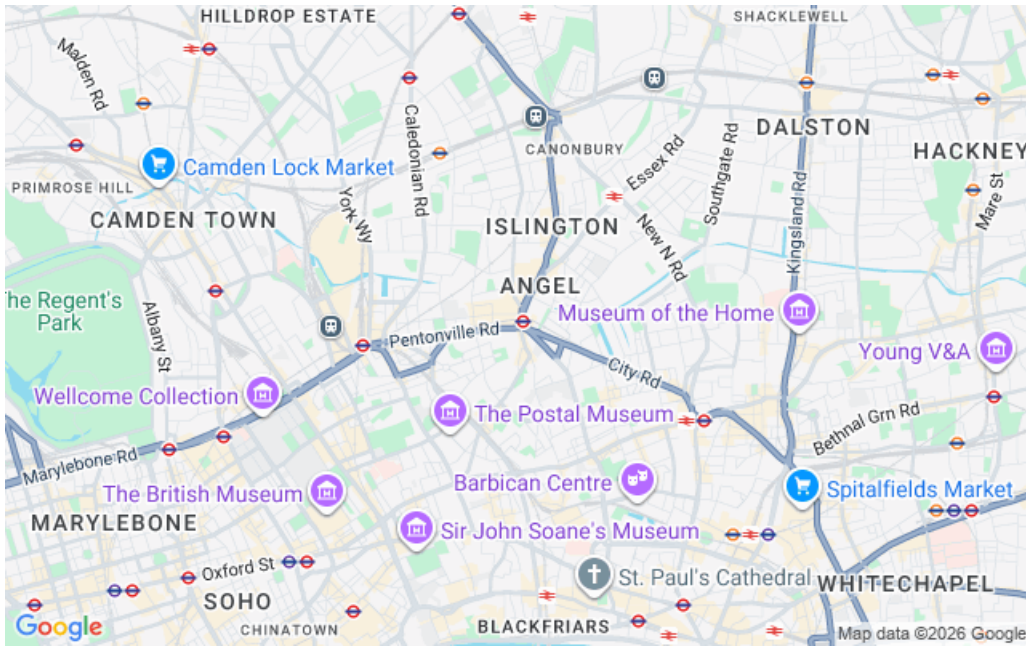 HILLDROP ESTATE
SHACKLEWELL
Malden Rd
Caledonian Rd
DALSTON
CANONBURY
Essex Rd
Southgate Rd
HACKNEY
Camden Lock Market
PRIMROSE HILL
York Wy
Kingsland Rd
Mare St
CAMDEN TOWN
ISLINGTON
New N Rd
ANGEL
The Regent's
Park
Albany St
Museum of the Home
Pentonville Rd
Young V&A
City Rd
Wellcome Collection
The Postal Museum
Bethnal Grn Rd
Marylebone Rd
Barbican Centre
The British Museum
Spitalfields Market
MARYLEBONE
Sir John Soane's Museum
Oxford St
St. Paul's Cathedral
WHITECHAPEL
SOHO
CHINATOWN
BLACKFRIARS
Google
Map data ©2026 Google